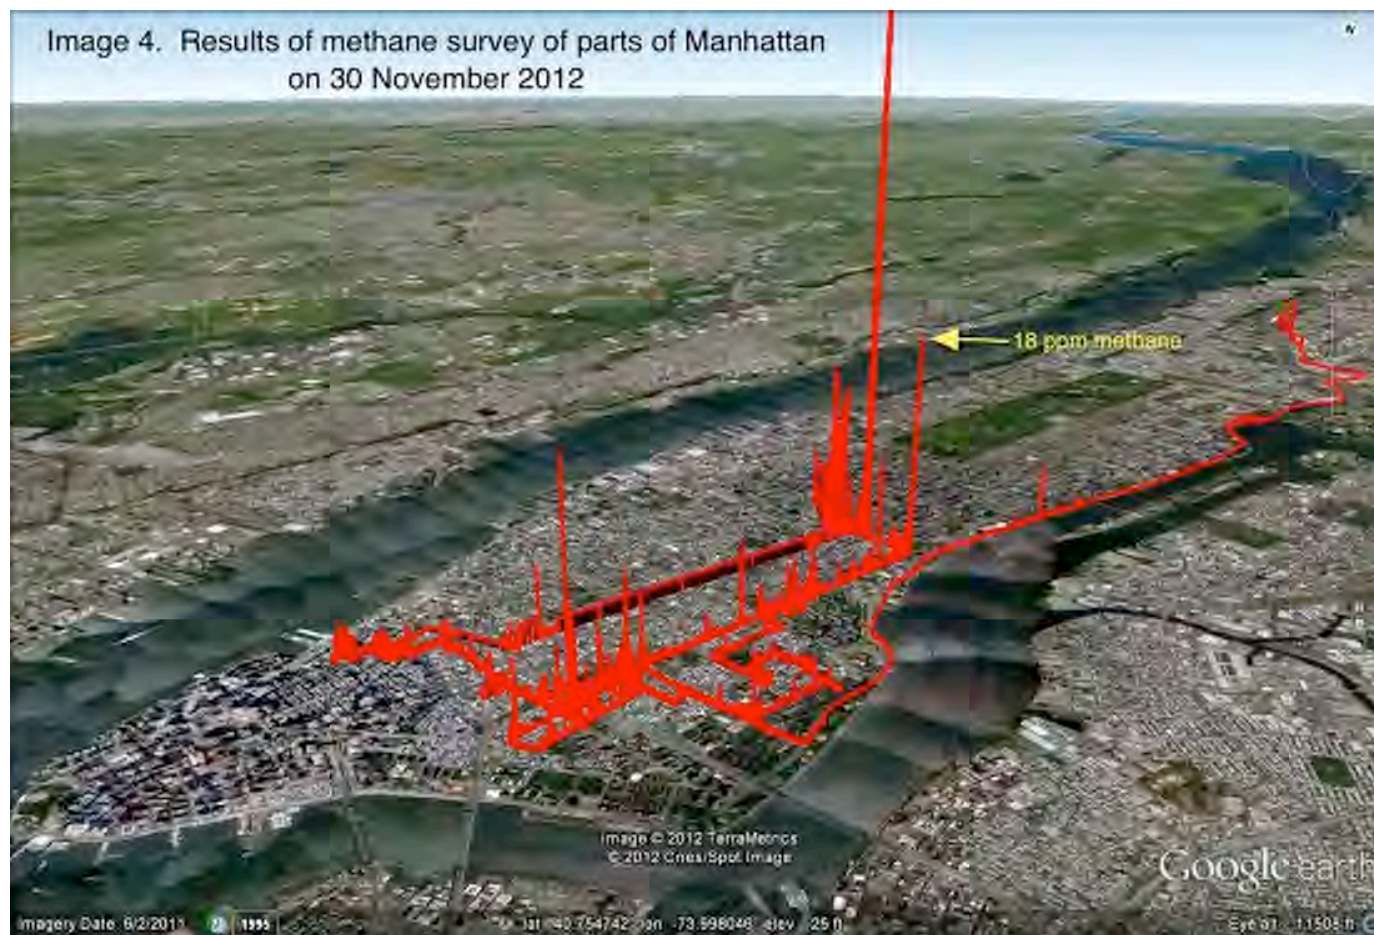 Image 4. Results of methane survey of parts of Manhattan
on 30 November 2012
N
18 ppm methane
Image © 2012 TerraMetrics
© 2012 Cnes/Spot Image
Google earth
Imagery Date: 6/2/2011
1995
lat 40.754742 lon -73.998046 elev 25 ft
Eye alt 11508 ft